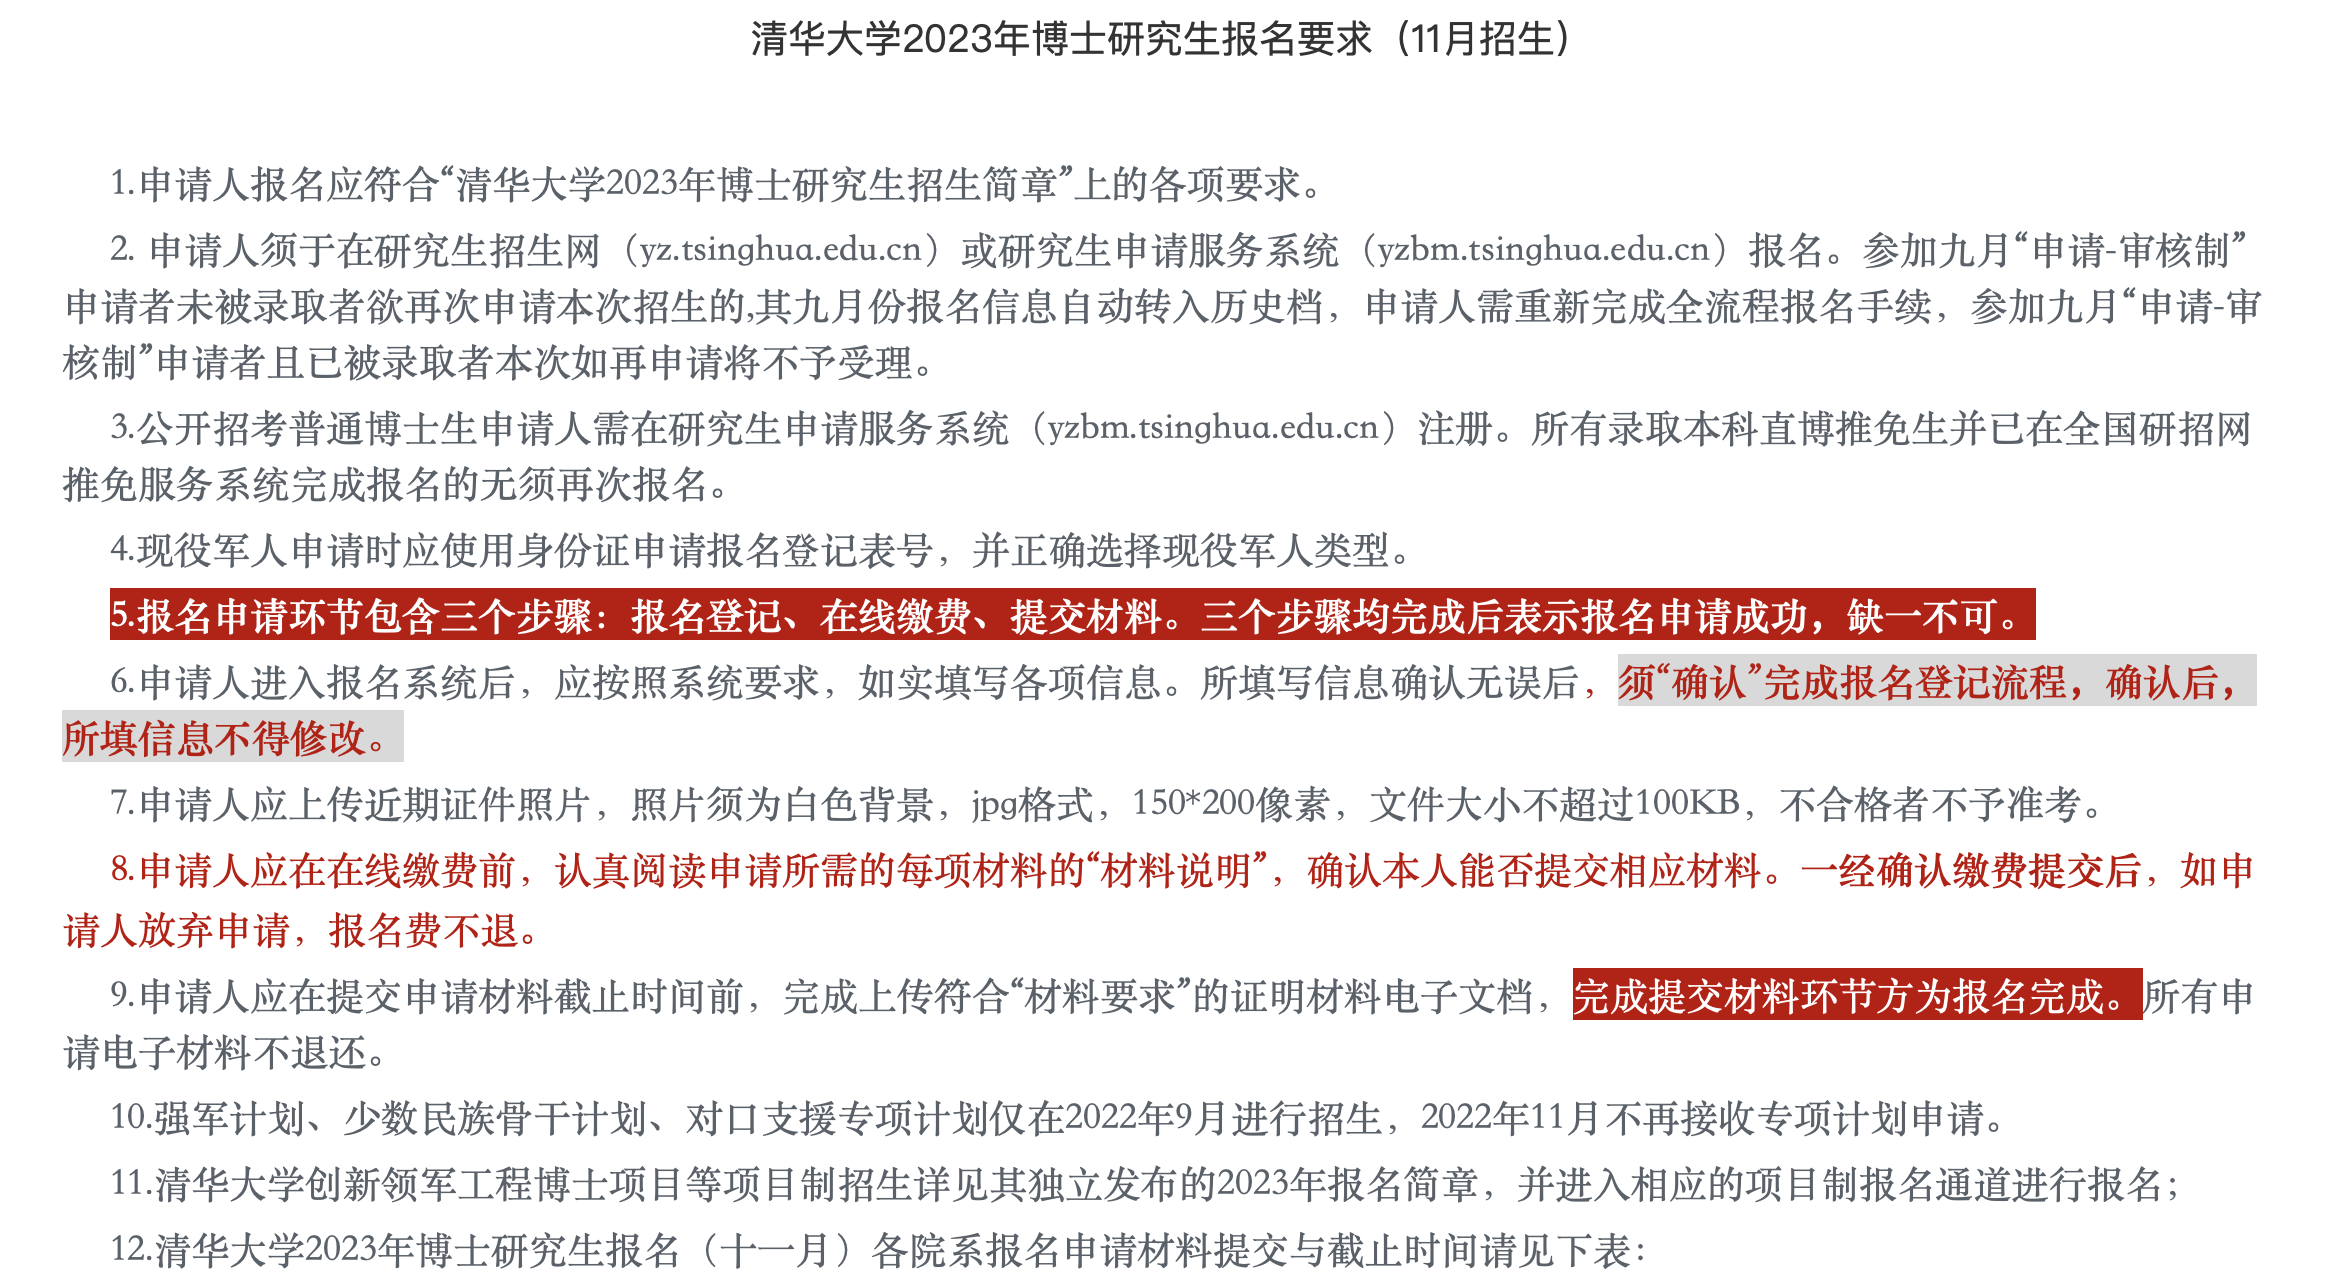 清华大学2023年博士研究生报名要求（11月招生）
1.申请人报名应符合“清华大学2023年博士研究生招生简章”上的各项要求。
2. 申请人须于在研究生招生网（yz.tsinghua.edu.cn）或研究生申请服务系统（yzbm.tsinghua.edu.cn）报名。参加九月“申请-审核制”
申请者未被录取者欲再次申请本次招生的,其九月份报名信息自动转入历史档，申请人需重新完成全流程报名手续，参加九月“申请-审
核制”申请者且已被录取者本次如再申请将不予受理。
3.公开招考普通博士生申请人需在研究生申请服务系统（yzbm.tsinghua.edu.cn）注册。所有录取本科直博推免生并已在全国研招网
推免服务系统完成报名的无须再次报名。
4.现役军人申请时应使用身份证申请报名登记表号，并正确选择现役军人类型。
5.报名申请环节包含三个步骤：报名登记、在线缴费、提交材料。三个步骤均完成后表示报名申请成功，缺一不可。
6.申请人进入报名系统后，应按照系统要求，如实填写各项信息。所填写信息确认无误后，须“确认”完成报名登记流程，确认后，
所填信息不得修改。
7.申请人应上传近期证件照片，照片须为白色背景，jpg格式，150*200像素，文件大小不超过100KB，不合格者不予准考。
8.申请人应在在线缴费前，认真阅读申请所需的每项材料的“材料说明”，确认本人能否提交相应材料。一经确认缴费提交后，如申
请人放弃申请，报名费不退。
9.申请人应在提交申请材料截止时间前，完成上传符合“材料要求”的证明材料电子文档，完成提交材料环节方为报名完成。所有申
请电子材料不退还。
10.强军计划、少数民族骨干计划、对口支援专项计划仅在2022年9月进行招生，2022年11月不再接收专项计划申请。
11.清华大学创新领军工程博士项目等项目制招生详见其独立发布的2023年报名简章，并进入相应的项目制报名通道进行报名；
12.清华大学2023年博士研究生报名（十一月）各院系报名申请材料提交与截止时间请见下表：